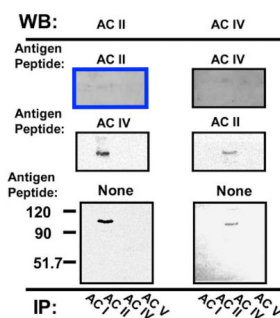 WB: AC II AC IV
Antigen Peptide: AC II AC IV
Antigen Peptide: AC IV AC II
Antigen Peptide: None None
120
90
51.7
IP: AC I AC II AC IV AC V AC I AC II AC IV AC V